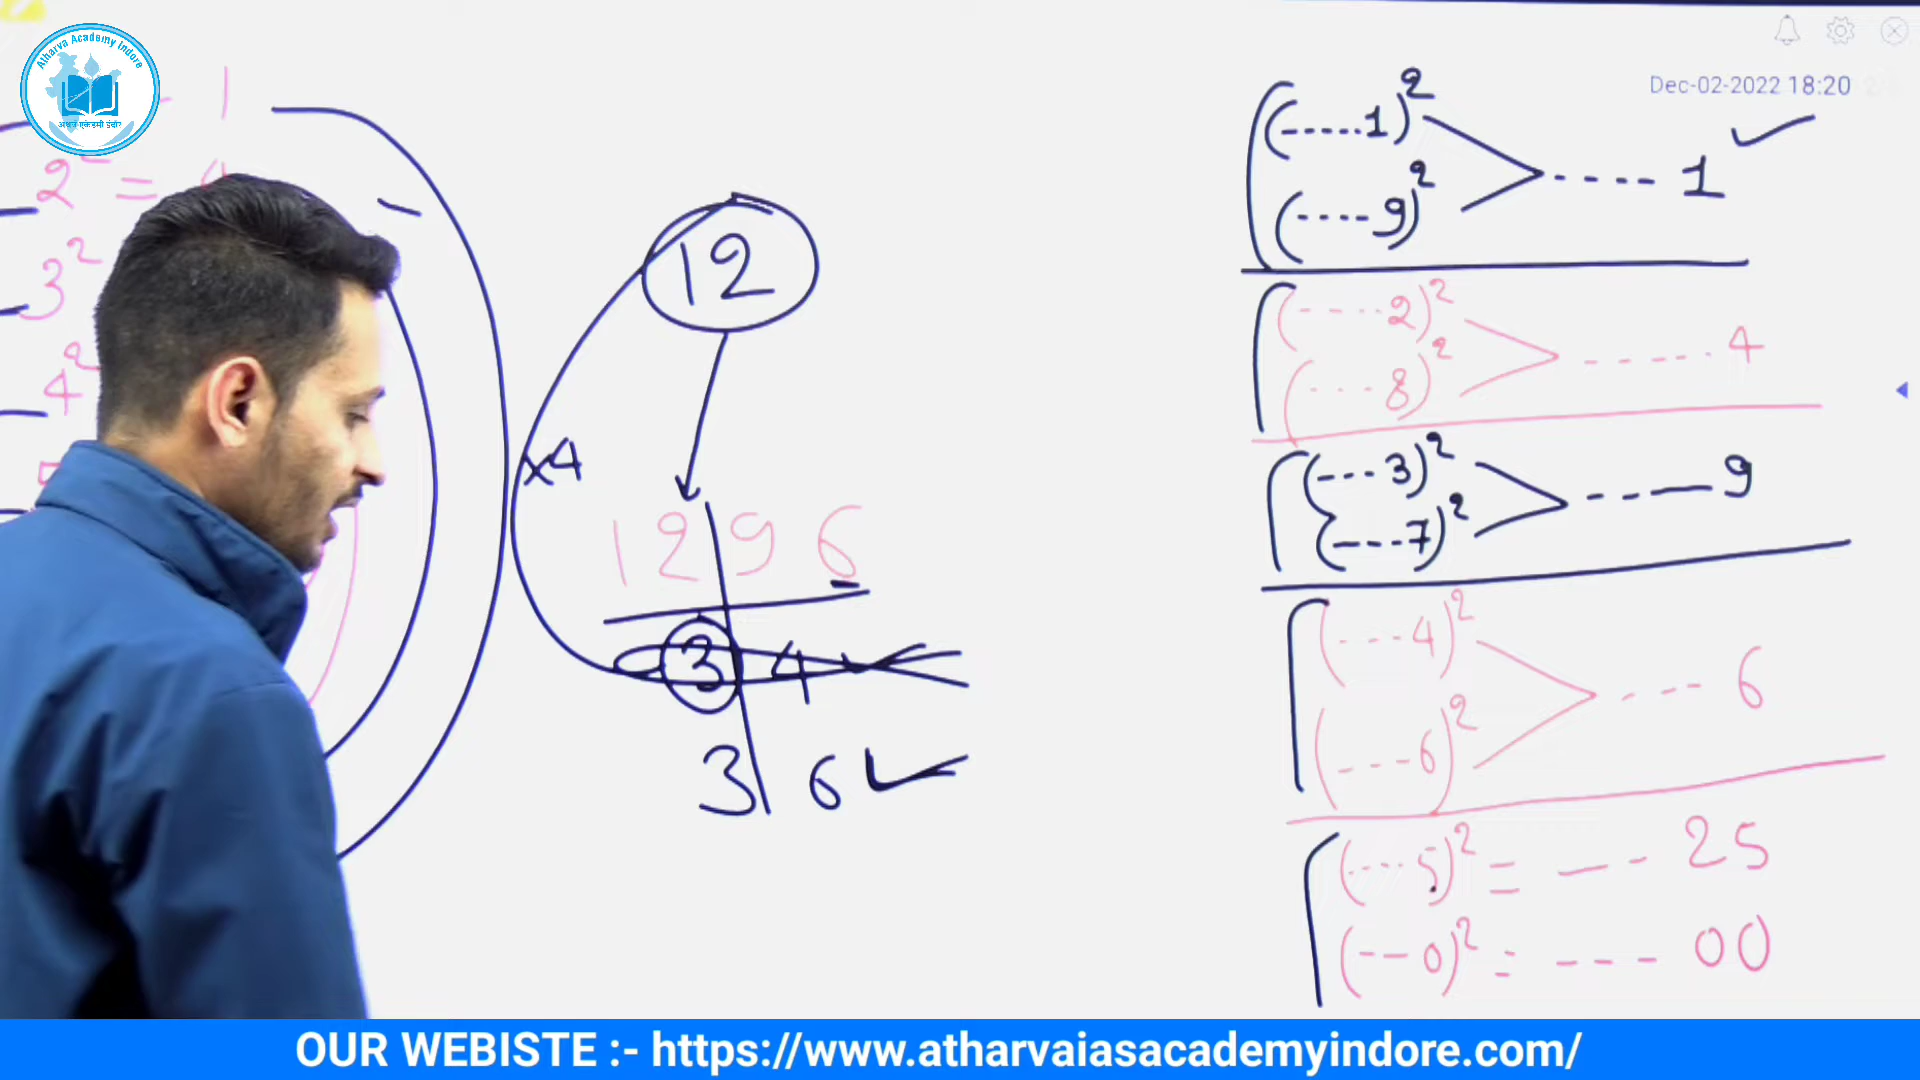 Atharva Academy Indore
Dec-02-2022 18:20
- 1
2² =
3²
4²
12
x4
1296
3 4
3 6 ✓
(-----1)²
(----9)²
---- 1 ✓
(----2)²
(---8)²
------4
(---3)²
(---7)²
----9
(---4)²
(---6)²
---- 6
(---5)² = --- 25
(--0)² = --- 00
OUR WEBISTE :- https://www.atharvaiasacademyindore.com/